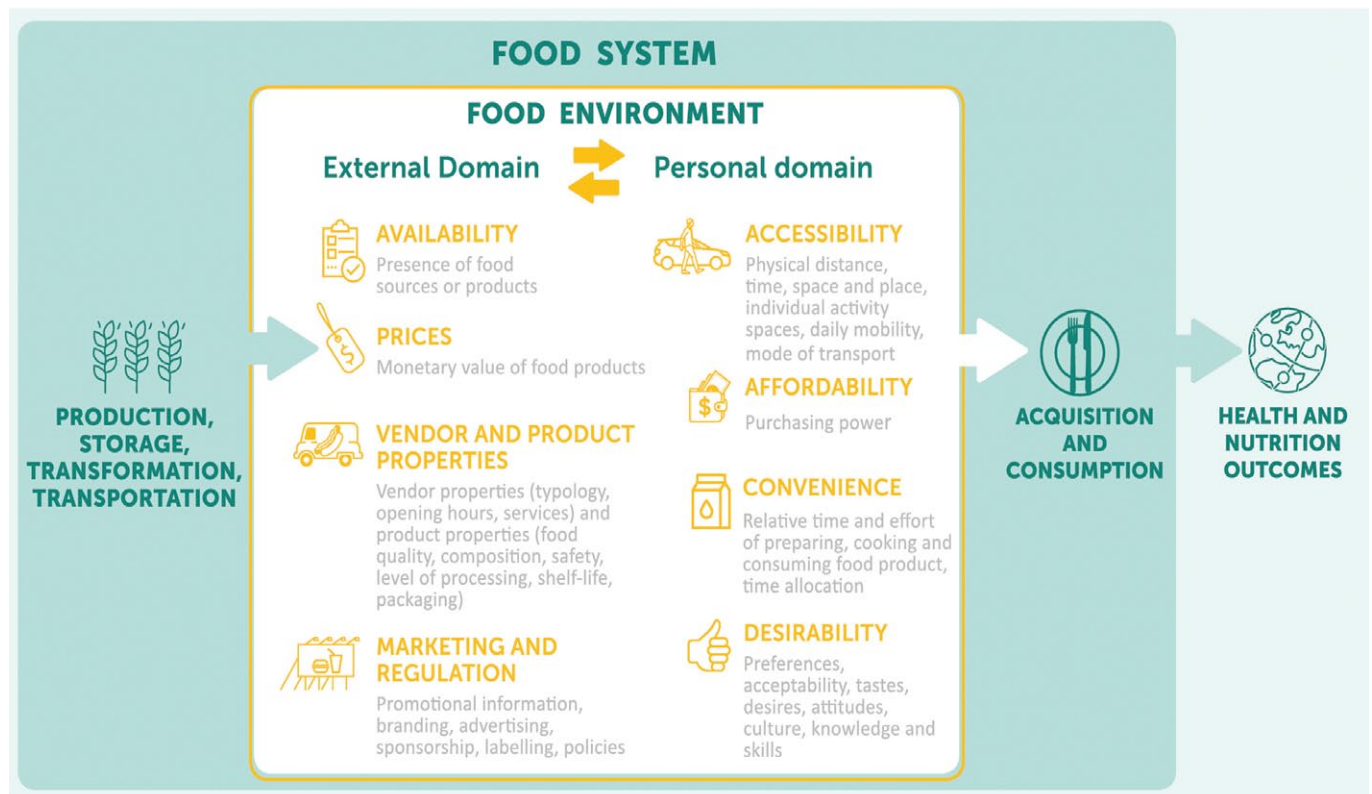 FOOD SYSTEM
FOOD ENVIRONMENT
External Domain
Personal domain
AVAILABILITY
Presence of food
sources or products
PRICES
Monetary value of food products
VENDOR AND PRODUCT
PROPERTIES
Vendor properties (typology,
opening hours, services) and
product properties (food
quality, composition, safety,
level of processing, shelf-life,
packaging)
MARKETING AND
REGULATION
Promotional information,
branding, advertising,
sponsorship, labelling, policies
ACCESSIBILITY
Physical distance,
time, space and place,
individual activity
spaces, daily mobility,
mode of transport
AFFORDABILITY
Purchasing power
CONVENIENCE
Relative time and effort
of preparing, cooking and
consuming food product,
time allocation
DESIRABILITY
Preferences,
acceptability, tastes,
desires, attitudes,
culture, knowledge and
skills
PRODUCTION,
STORAGE,
TRANSFORMATION,
TRANSPORTATION
ACQUISITION
AND
CONSUMPTION
HEALTH AND
NUTRITION
OUTCOMES